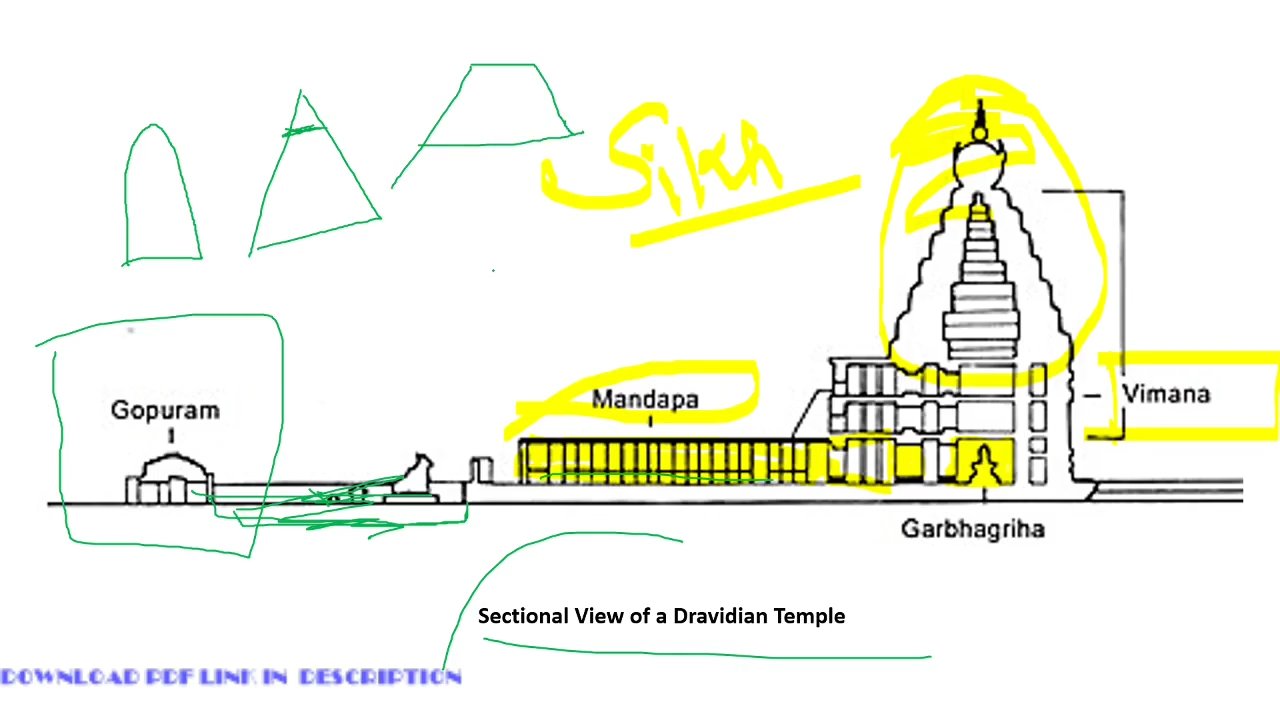 Sikh
Mandapa
Vimana
Gopuram
Garbhagriha
Sectional View of a Dravidian Temple
DOWNLOAD PDF LINK IN DESCRIPTION